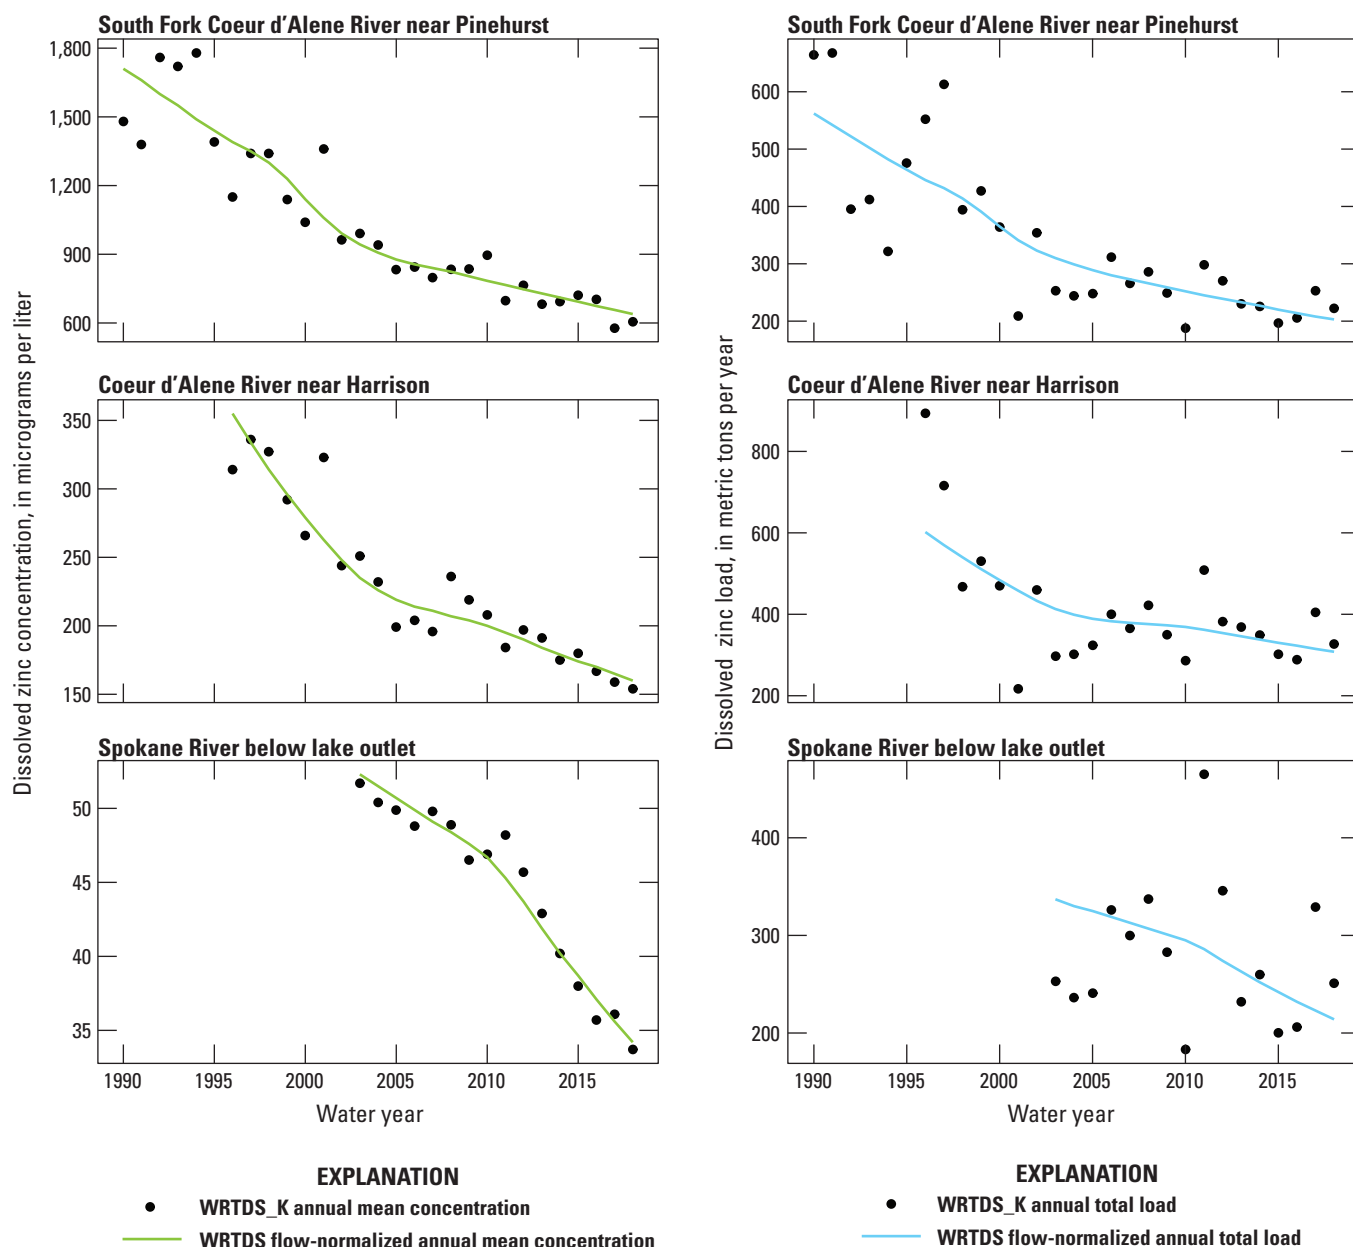 South Fork Coeur d'Alene River near Pinehurst
1,800
1,500
1,200
900
600
Coeur d'Alene River near Harrison
350
300
250
200
150
Spokane River below lake outlet
50
45
40
35
1990 1995 2000 2005 2010 2015
Water year
Dissolved zinc concentration, in micrograms per liter
EXPLANATION
WRTDS_K annual mean concentration
WRTDS flow-normalized annual mean concentration
South Fork Coeur d'Alene River near Pinehurst
600
500
400
300
200
Coeur d'Alene River near Harrison
800
600
400
200
Spokane River below lake outlet
400
300
200
1990 1995 2000 2005 2010 2015
Water year
Dissolved zinc load, in metric tons per year
EXPLANATION
WRTDS_K annual total load
WRTDS flow-normalized annual total load